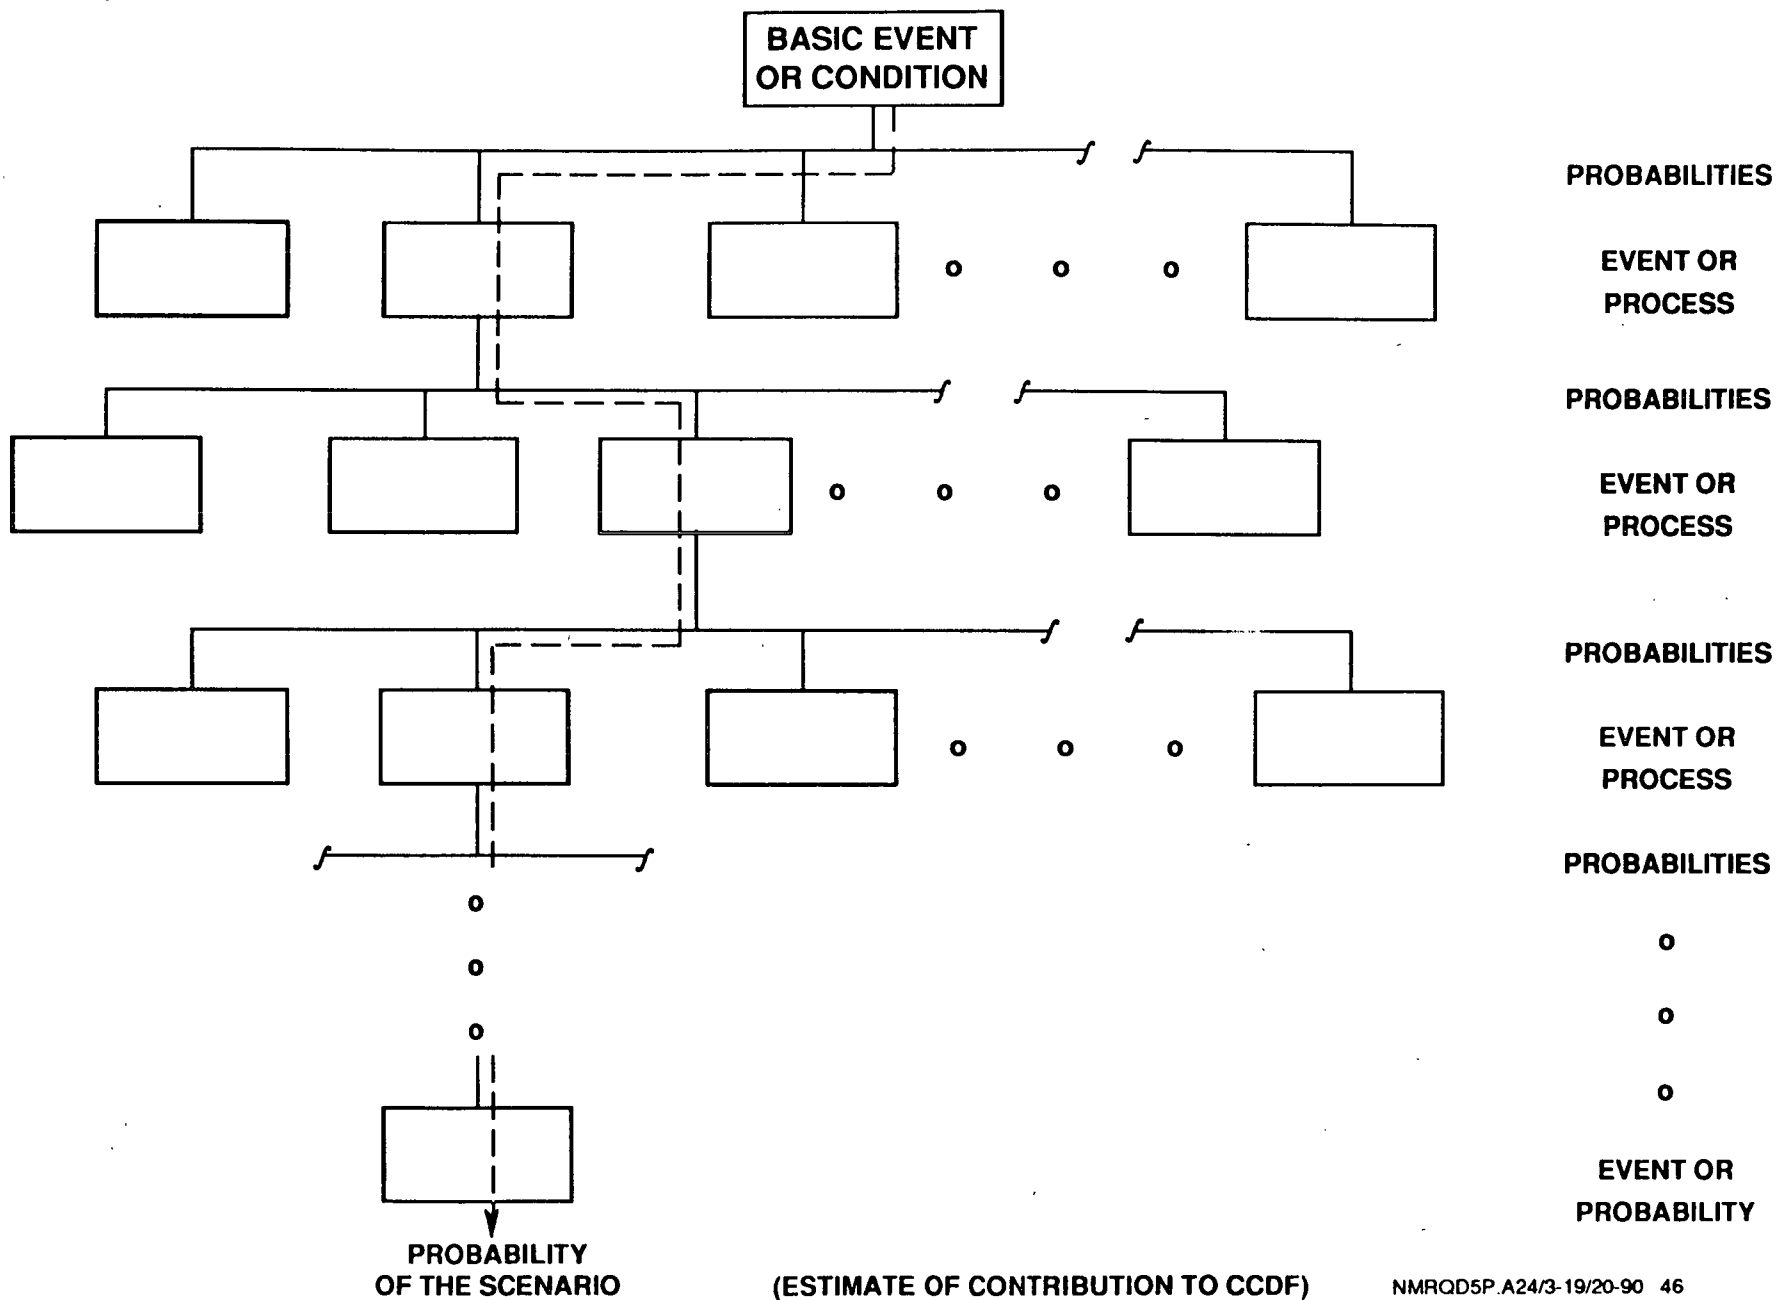 BASIC EVENT
OR CONDITION
PROBABILITIES
EVENT OR
PROCESS
PROBABILITIES
EVENT OR
PROCESS
PROBABILITIES
EVENT OR
PROCESS
PROBABILITIES
EVENT OR
PROBABILITY
PROBABILITY
OF THE SCENARIO
(ESTIMATE OF CONTRIBUTION TO CCDF)
NMRQD5P.A24/3-19/20-90 46